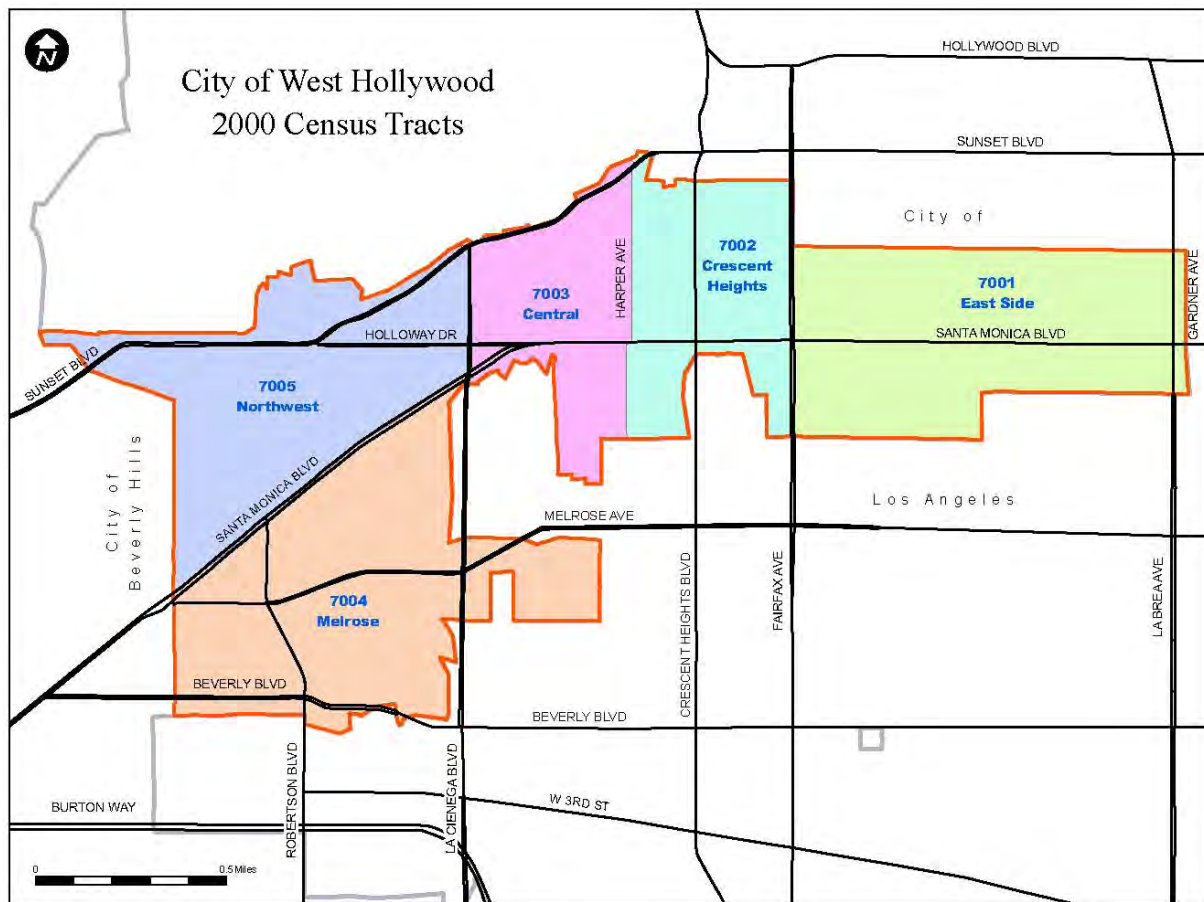 N
City of West Hollywood
2000 Census Tracts
HOLLYWOOD BLVD
SUNSET BLVD
City of
7002
Crescent
Heights
7001
East Side
7003
Central
HARPER AVE
GARDNER AVE
HOLLOWAY DR
SANTA MONICA BLVD
SUNSET BLVD
7005
Northwest
City of
Beverly Hills
SANTA MONICA BLVD
Los Angeles
MELROSE AVE
7004
Melrose
CRESCENT HEIGHTS BLVD
FAIRFAX AVE
LA BREA AVE
BEVERLY BLVD
BEVERLY BLVD
ROBERTSON BLVD
LA CIENEGA BLVD
BURTON WAY
W 3RD ST
0
0.5 Miles